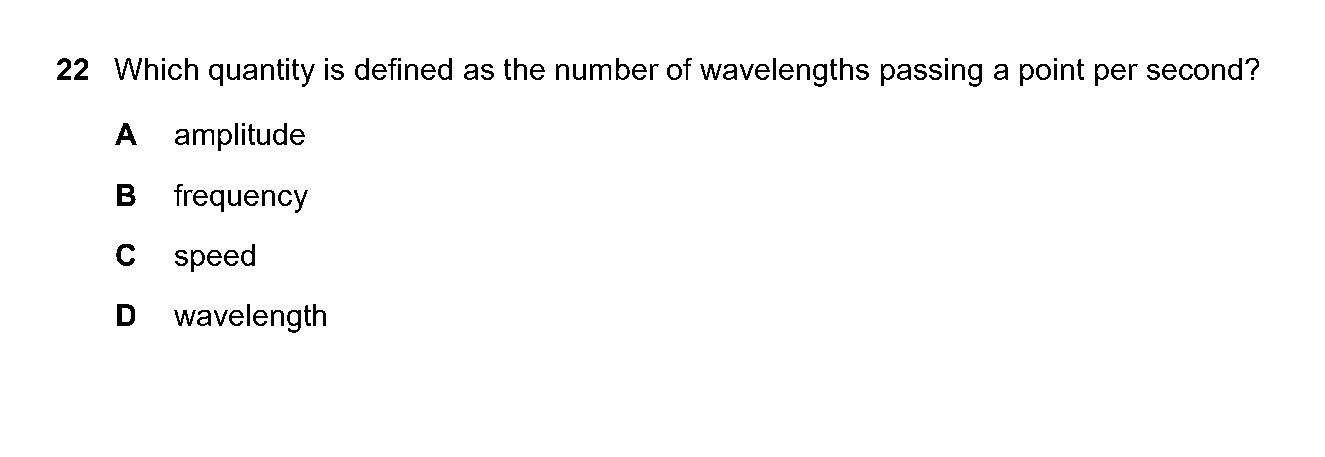 22 Which quantity is defined as the number of wavelengths passing a point per second?
A amplitude
B frequency
C speed
D wavelength